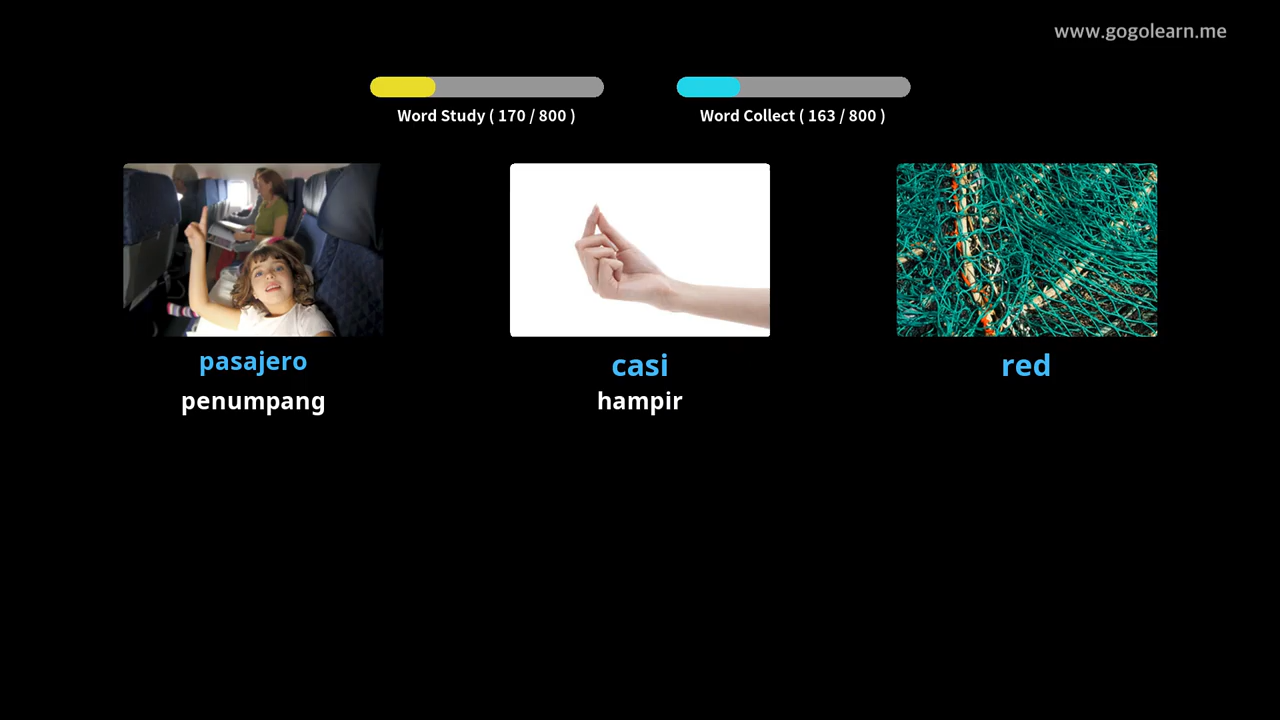 www.gogolearn.me
Word Study ( 170 / 800 )
Word Collect ( 163 / 800 )
pasajero
penumpang
casi
hampir
red